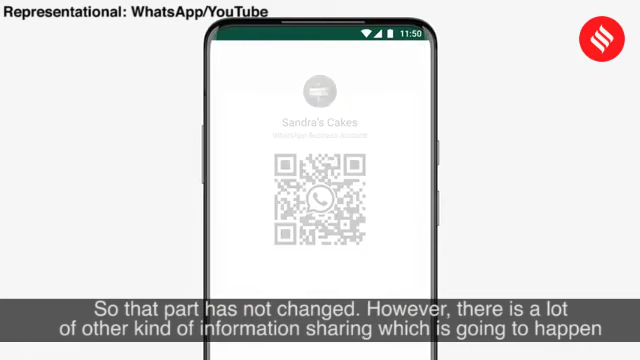 Representational: WhatsApp/YouTube
11:50
Sandra's Cakes
WhatsApp Business Account
So that part has not changed. However, there is a lot
of other kind of information sharing which is going to happen